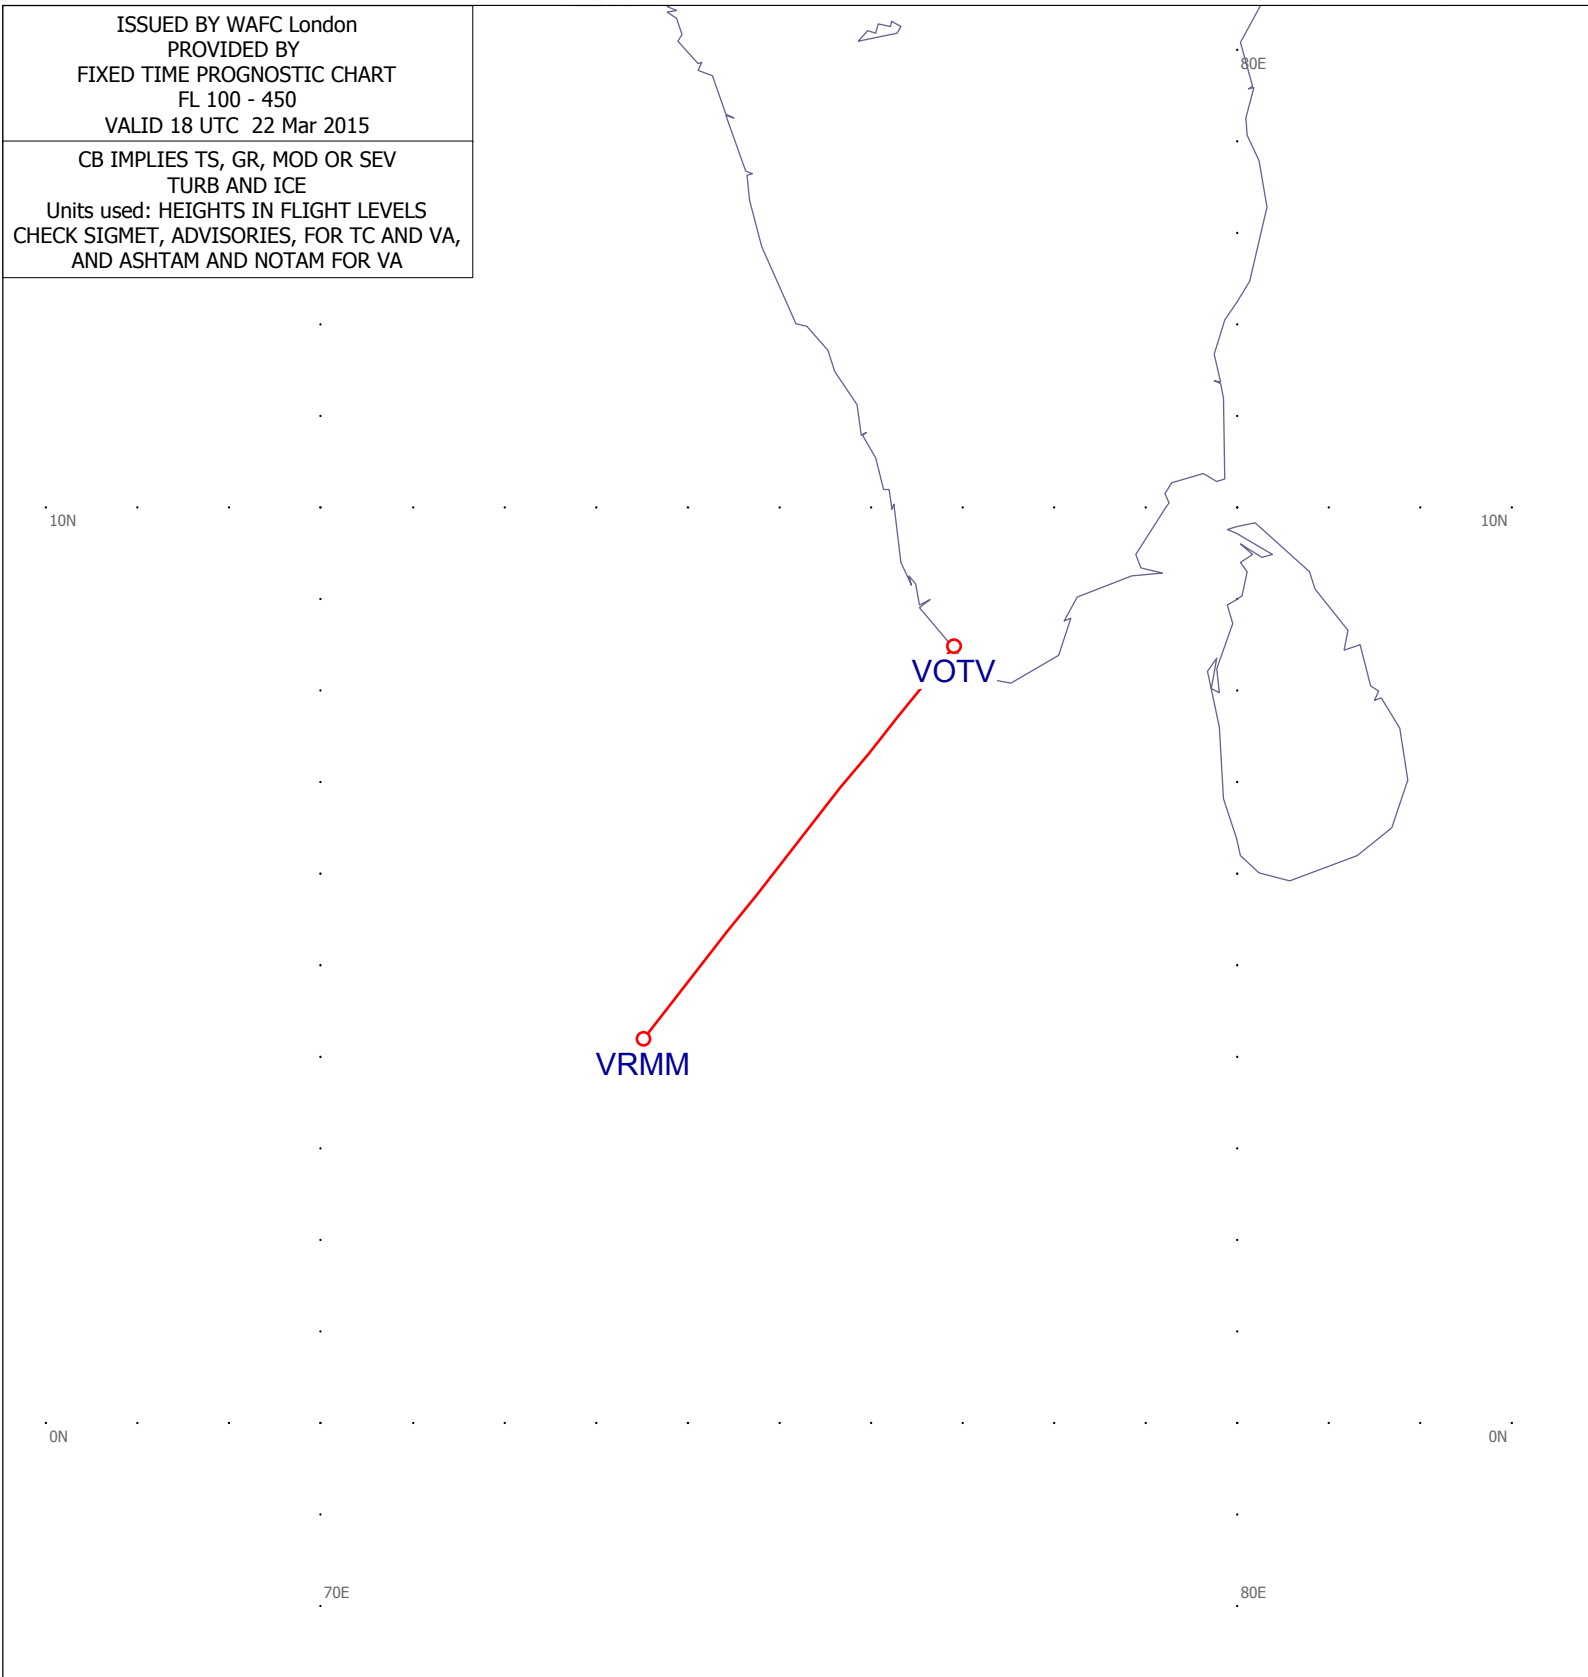 ISSUED BY WAFC London
PROVIDED BY
FIXED TIME PROGNOSTIC CHART
FL 100 - 450
VALID 18 UTC 22 Mar 2015
CB IMPLIES TS, GR, MOD OR SEV
TURB AND ICE
Units used: HEIGHTS IN FLIGHT LEVELS
CHECK SIGMET, ADVISORIES, FOR TC AND VA,
AND ASHTAM AND NOTAM FOR VA
80E
10N
10N
VOTV
VRMM
0N
0N
70E
80E